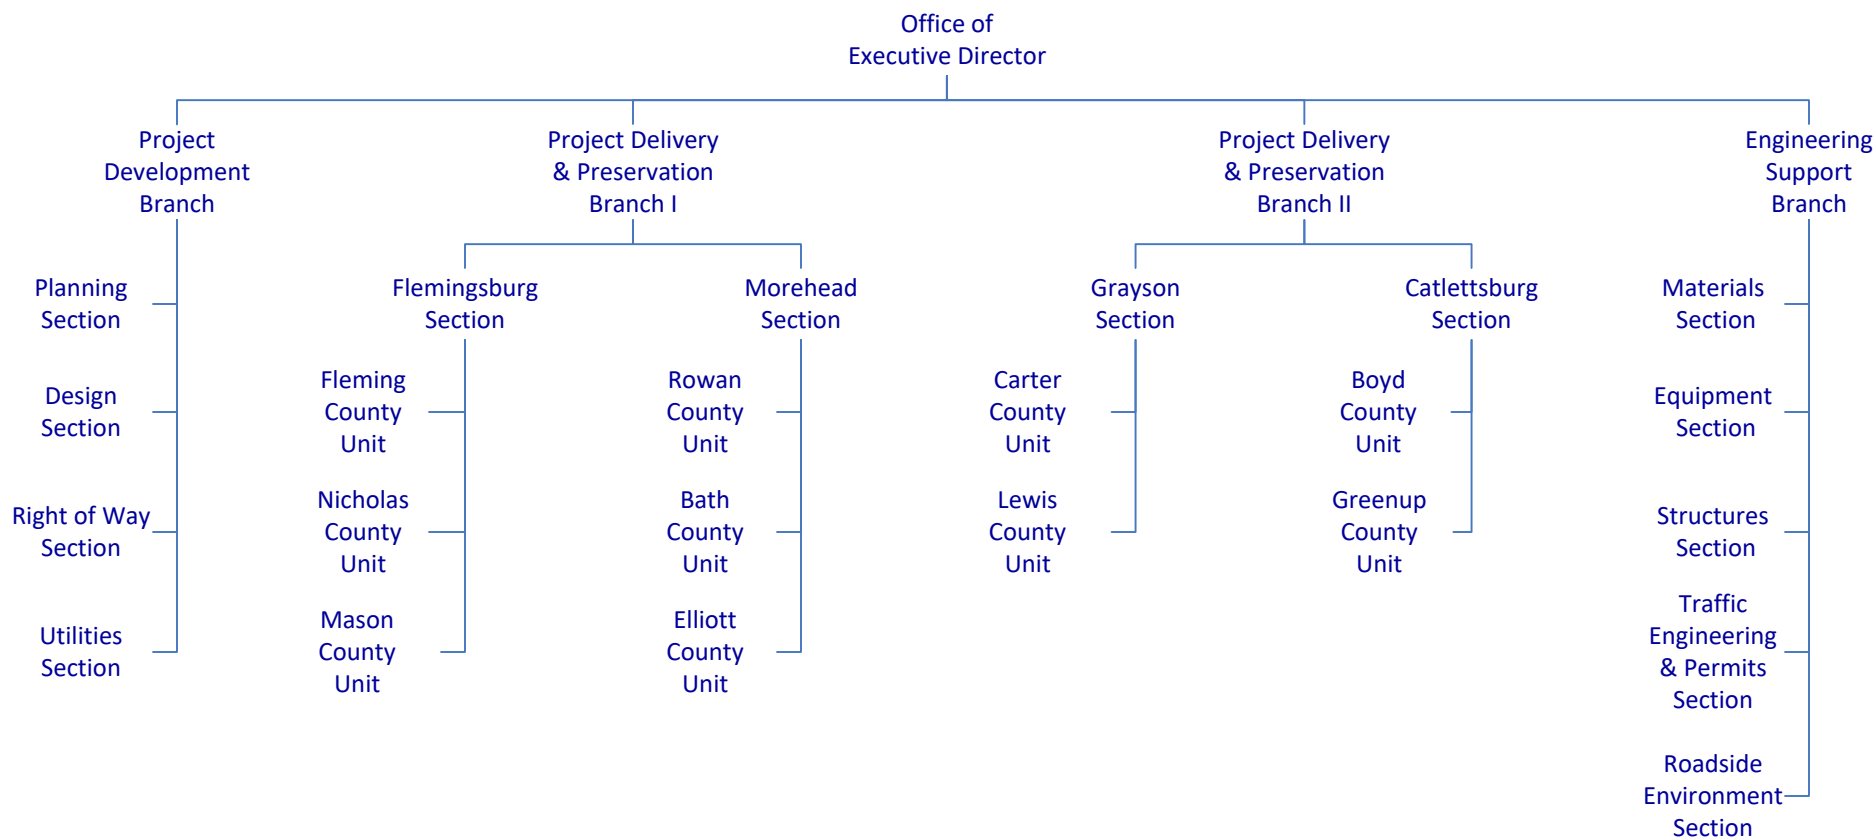 Office of
Executive Director
Project
Development
Branch
Project Delivery
& Preservation
Branch I
Project Delivery
& Preservation
Branch II
Engineering
Support
Branch
Planning
Section
Design
Section
Right of Way
Section
Utilities
Section
Flemingsburg
Section
Fleming
County
Unit
Nicholas
County
Unit
Mason
County
Unit
Morehead
Section
Rowan
County
Unit
Bath
County
Unit
Elliott
County
Unit
Grayson
Section
Carter
County
Unit
Lewis
County
Unit
Catlettsburg
Section
Boyd
County
Unit
Greenup
County
Unit
Materials
Section
Equipment
Section
Structures
Section
Traffic
Engineering
& Permits
Section
Roadside
Environment
Section